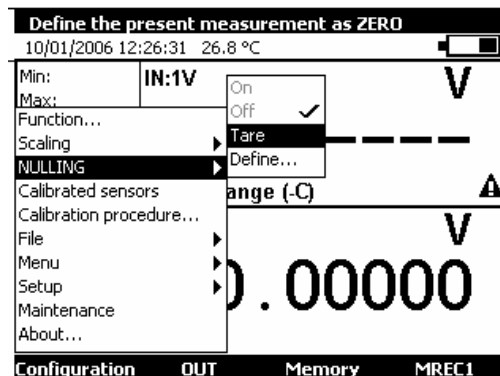 Define the present measurement as ZERO
10/01/2006 12:26:31 26.8 °C
Min:
Max:
IN:1V
V
Function...
Scaling
NULLING
Calibrated sensors
Calibration procedure...
File
Menu
Setup
Maintenance
About...
On
Off
Tare
Define...
ange (-C)
V
0.00000
Configuration OUT Memory MREC1